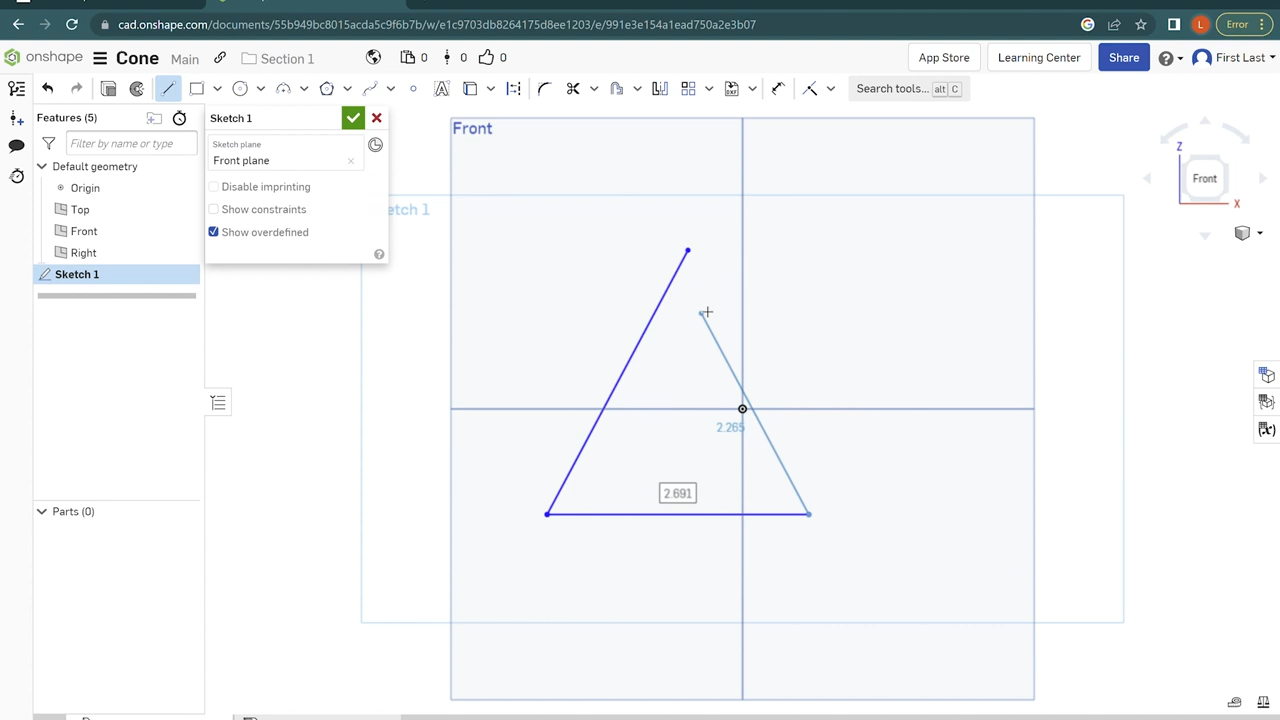 cad.onshape.com/documents/55b949bc8015acda5c9f6b7b/w/e1c9703db8264175d8ee1203/e/991e3e154a1ead750a2e3b07
L
Error
onshape
Cone
Main
0
0
0
Section 1
App Store
Learning Center
Share
First Last
Search tools...
alt
C
Features (5)
Filter by name or type
Default geometry
Origin
Top
Front
Right
Sketch 1
Parts (0)
Sketch 1
Sketch plane
Front plane
Disable imprinting
Show constraints
Show overdefined
Front
etch 1
2.265
2.691
Z
Front
X